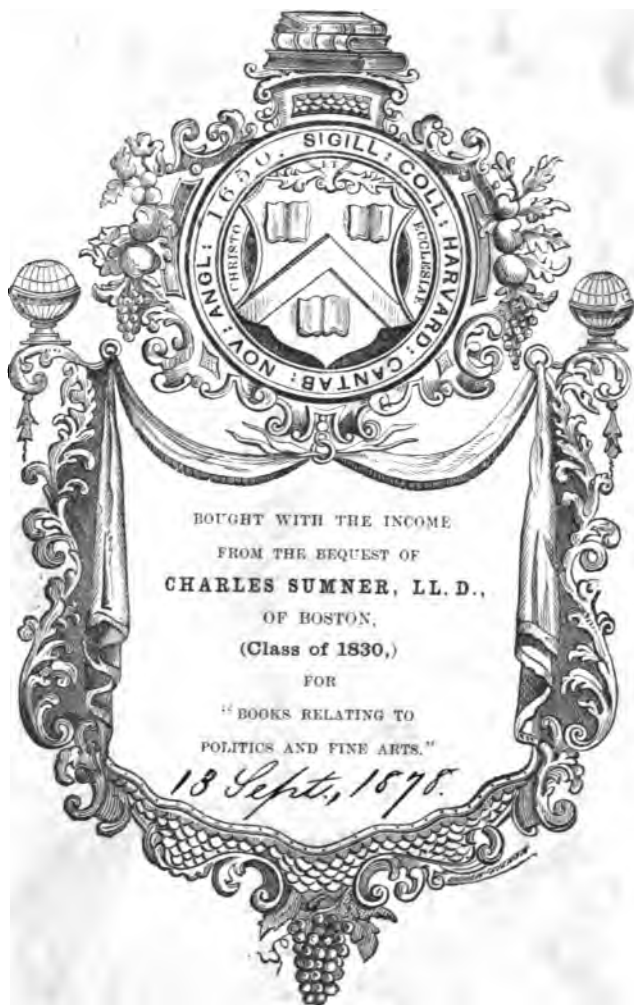 SIGILL: COLL: HARVARD: CANTAB: NOV: ANGL: 1650.
CHRISTO
ET
ECCLESIAE
BOUGHT WITH THE INCOME
FROM THE BEQUEST OF
CHARLES SUMNER, LL. D.,
OF BOSTON,
(Class of 1830,)
FOR
"BOOKS RELATING TO
POLITICS AND FINE ARTS."
13 Sept., 1878.